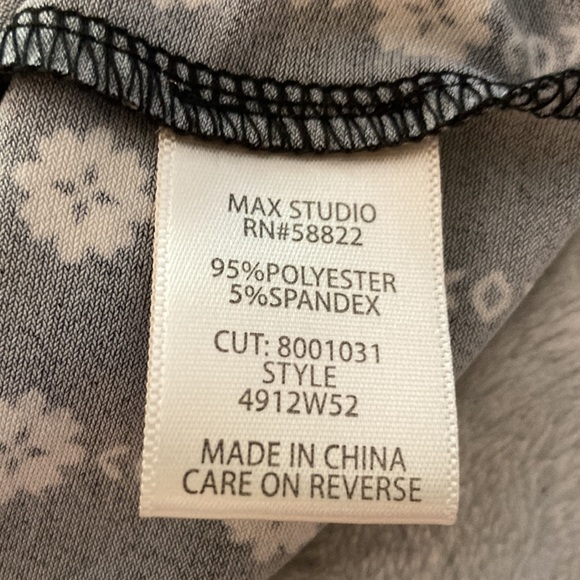 MAX STUDIO
RN#58822
95%POLYESTER
5%SPANDEX
CUT: 8001031
STYLE
4912W52
MADE IN CHINA
CARE ON REVERSE